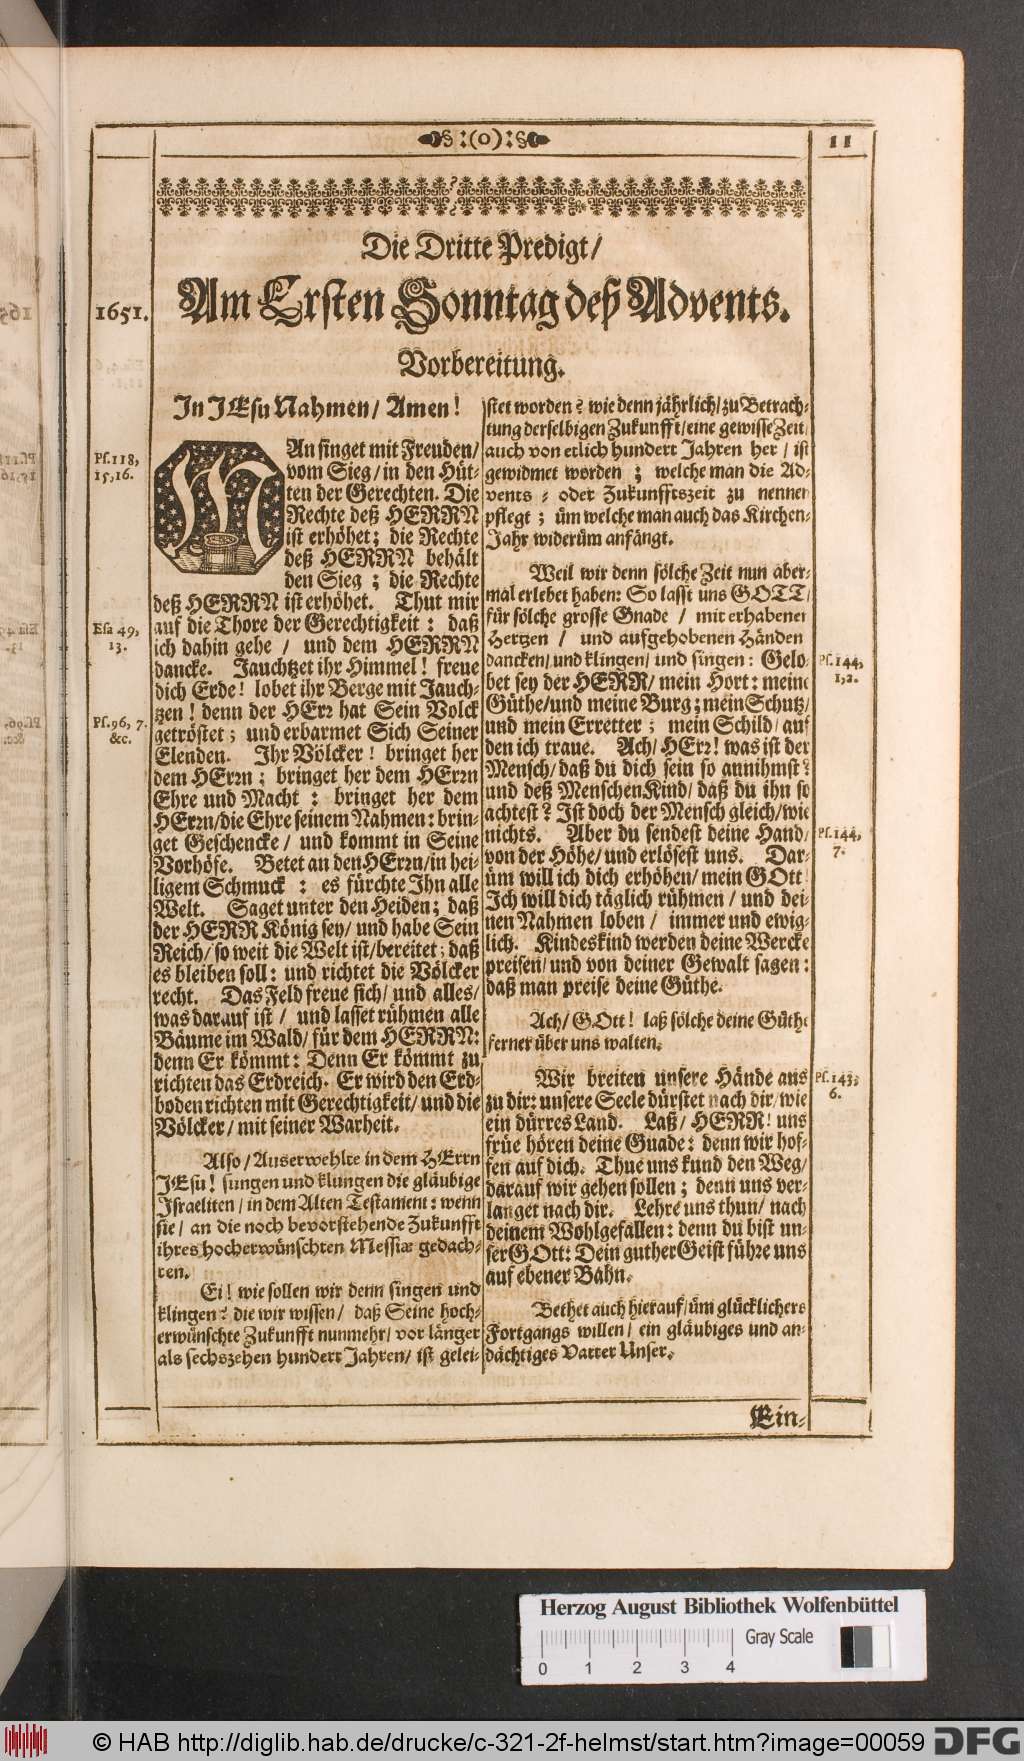 §:(o):§
11
Die Dritte Predigt/
1651.
Am Ersten Sonntag deß Advents.
Vorbereitung.
In JEsu Nahmen/ Amen!
Ps.118,
15,16.
MAn singet mit Freuden/
vom Sieg/ in den Hüt-
ten der Gerechten. Die
Rechte deß HERRN
ist erhöhet; die Rechte
deß HERRN behält
den Sieg; die Rechte
deß HERRN ist erhöhet. Thut mir
auf die Thore der Gerechtigkeit: daß
Esa 49,
13.
ich dahin gehe / und dem HERRN
dancke. Jauchtzet ihr Himmel! freue
dich Erde! lobet ihr Berge mit Jauch-
tzen! denn der HErr hat Sein Volck
Ps.96, 7.
&c.
getröstet; und erbarmet Sich Seiner
Elenden. Ihr Völcker! bringet her
dem HErrn; bringet her dem HErrn
Ehre und Macht: bringet her dem
HErrn/die Ehre seinem Nahmen: brin-
get Geschencke/ und kommt in Seine
Vorhöfe. Betet an den HErrn/in hei-
ligem Schmuck: es fürchte Ihn alle
Welt. Saget unter den Heiden; daß
der HERR König sey/ und habe Sein
Reich/ so weit die Welt ist/bereitet; daß
es bleiben soll: und richtet die Völcker
recht. Das Feld freue sich/ und alles/
was darauf ist / und lasset rühmen alle
Bäume im Wald/ für dem HERRN:
denn Er kömmt: Denn Er kömmt zu
richten das Erdreich. Er wird den Erd-
boden richten mit Gerechtigkeit/ und die
Völcker/ mit seiner Warheit.
Also/ Auserwehlte in dem HErrn
JEsu! sungen und klungen die gläubige
Israeliten/ in dem Alten Testament: wenn
sie/ an die noch bevorstehende Zukunfft
ihres hocherwünschten Messiæ gedach-
ten.
Ei! wie sollen wir denn singen und
klingen? die wir wissen/ daß Seine hoch-
erwünschte Zukunfft nunmehr/ vor länger
als sechszehen hundert Jahren/ ist gelei-
stet worden? wie denn jährlich/ zu Betrach-
tung derselbigen Zukunfft/ eine gewisse Zeit/
auch von etlich hundert Jahren her/ ist
gewidmet worden; welche man die Ad-
vents- oder Zukunfftszeit zu nennen
pflegt; üm welche man auch das Kirchen-
Jahr widerüm anfängt.
Weil wir denn sölche Zeit nun aber-
mal erlebet haben: So lasst uns GOTT/
für sölche grosse Gnade / mit erhabenen
Hertzen / und aufgehobenen Händen
dancken/ und klingen/ und singen: Gelo-
Ps.144,
1,2.
bet sey der HERR/ mein Hort: meine
Güthe/und meine Burg; mein Schutz/
und mein Erretter; mein Schild/ auf
den ich traue. Ach/ HErr! was ist der
Mensch/ daß du dich sein so annihmst?
und deß MenschenKind/ daß du ihn so
achtest? Ist doch der Mensch gleich/wie
nichts. Aber du sendest deine Hand/
Ps.144,
7.
von der Höhe/ und erlösest uns. Dar-
üm will ich dich erhöhen/ mein GOtt!
Ich will dich täglich rühmen / und dei-
nen Nahmen loben / immer und ewig-
lich. Kindeskind werden deine Wercke
preisen/ und von deiner Gewalt sagen:
daß man preise deine Güthe.
Ach/ GOtt! laß sölche deine Güthe
ferner über uns walten.
Wir breiten unsere Hände aus
Ps.143,
6.
zu dir: unsere Seele dürstet nach dir/ wie
ein dürres Land. Laß/ HERR! uns
früe hören deine Gnade: denn wir hof-
fen auf dich. Thue uns kund den Weg/
darauf wir gehen sollen; denn uns ver-
langet nach dir. Lehre uns thun/ nach
deinem Wohlgefallen: denn du bist un-
ser GOtt: Dein guther Geist führe uns
auf ebener Bahn.
Bethet auch hierauf/ üm glücklichere
Fortgangs willen/ ein gläubiges und an-
dächtiges Vatter Unser.
Ein-
Herzog August Bibliothek Wolfenbüttel
Gray Scale
0 1 2 3 4
© HAB http://diglib.hab.de/drucke/c-321-2f-helmst/start.htm?image=00059
DFG